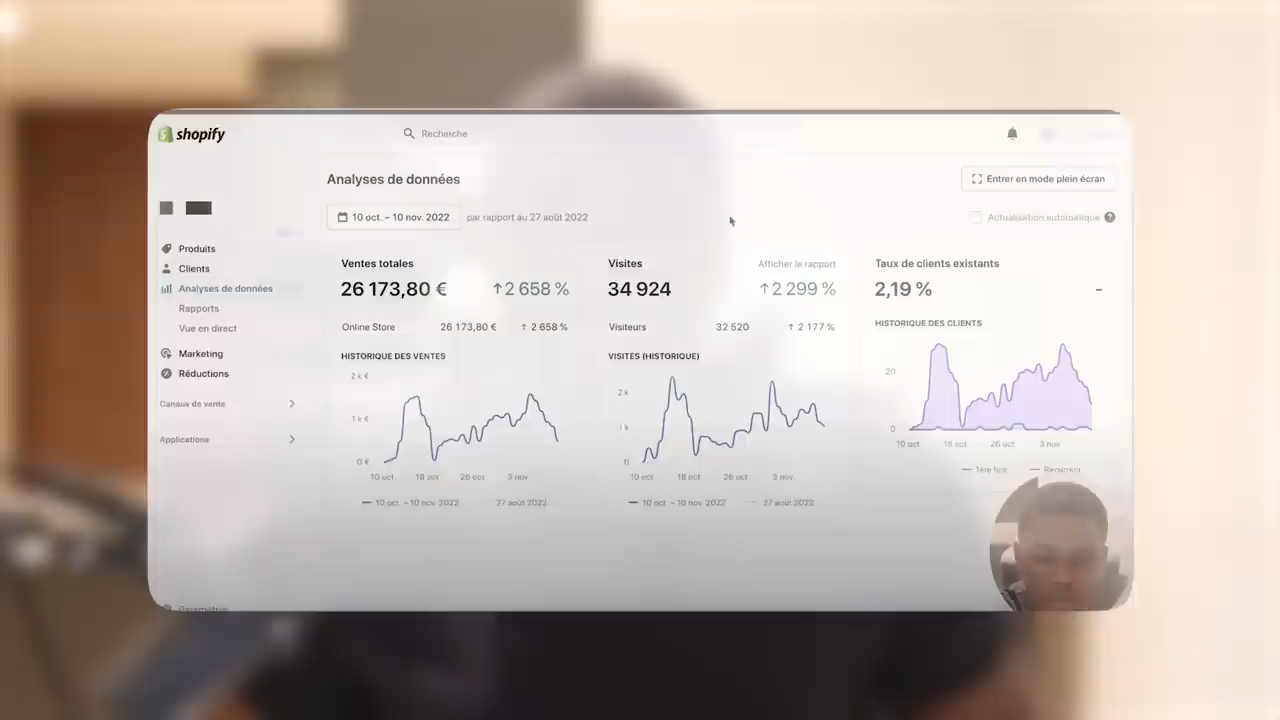 shopify
Recherche
Analyses de données
Entrer en mode plein écran
10 oct. – 10 nov. 2022
par rapport au 27 août 2022
Actualisation automatique
Produits
Clients
Analyses de données
Rapports
Vue en direct
Marketing
Réductions
Canaux de vente
Applications
Paramètres
Ventes totales
26 173,80 €
↑2 658 %
Online Store
26 173,80 €
↑ 2 658 %
HISTORIQUE DES VENTES
2 k €
1 k €
0 €
10 oct.
18 oct.
26 oct.
3 nov.
10 oct. – 10 nov. 2022
27 août 2022
Visites
Afficher le rapport
34 924
↑2 299 %
Visiteurs
32 520
↑ 2 177 %
VISITES (HISTORIQUE)
2 k
1 k
0
10 oct.
18 oct.
26 oct.
3 nov.
10 oct. – 10 nov. 2022
27 août 2022
Taux de clients existants
2,19 %
-
HISTORIQUE DES CLIENTS
20
0
10 oct.
18 oct.
26 oct.
3 nov.
1ère fois
Récurrent